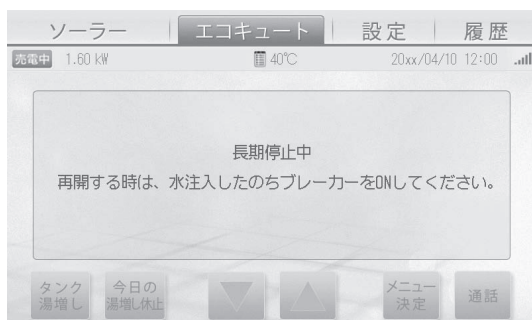 ソーラー エコキュート 設定 履歴
売電中 1.60 kW 40℃ 20xx/04/10 12:00
長期停止中
再開する時は、水注入したのちブレーカーをONしてください。
タンク 今日の メニュー 通話
湯増し 湯増し休止 決定